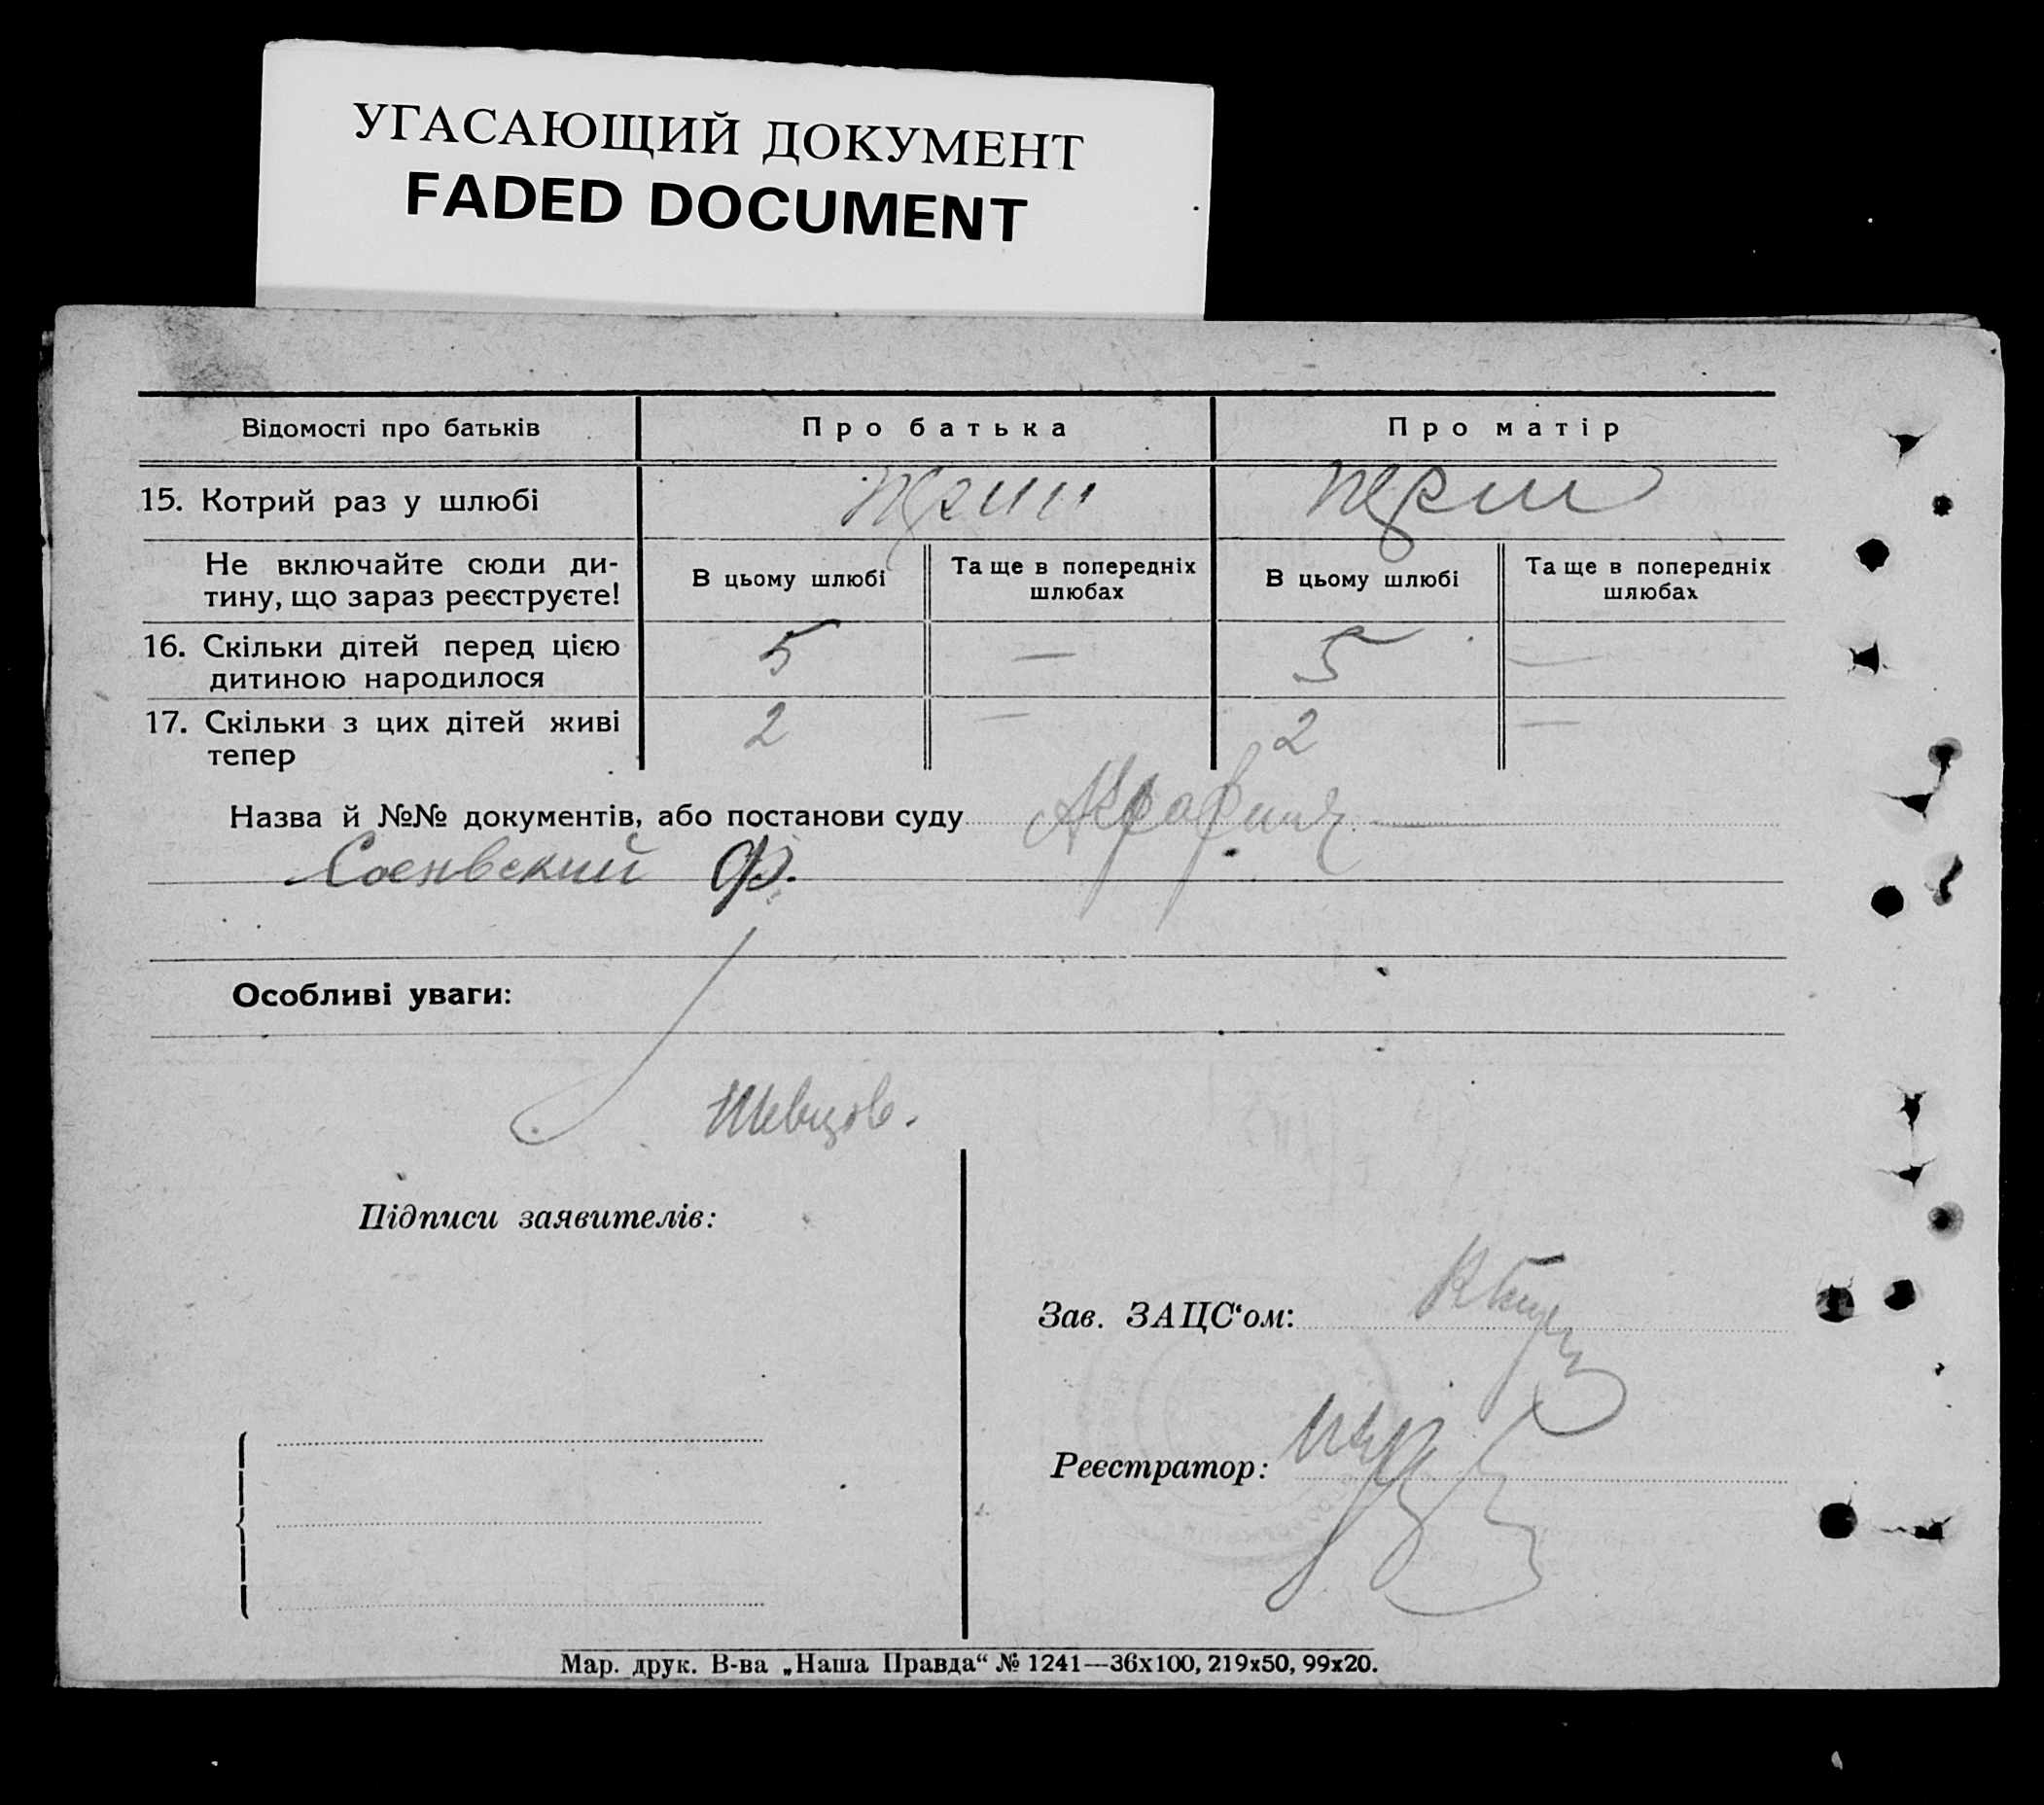 УГАСАЮЩИЙ ДОКУМЕНТ
FADED DOCUMENT
Відомості про батьків
Про батька
Про матір
15. Котрий раз у шлюбі
Не включайте сюди ди-
тину, що зараз реєструєте!
В цьому шлюбі
Та ще в попередніх
шлюбах
В цьому шлюбі
Та ще в попередніх
шлюбах
16. Скільки дітей перед цією
дитиною народилося
5
—
5
—
17. Скільки з цих дітей живі
тепер
2
—
2
—
Назва й №№ документів, або постанови суду
Ф.
Особливі уваги:
Шевцов.
Підписи заявителів:
Зав. ЗАЦС‘ом:
Реєстратор:
Мар. друк. В-ва „Наша Правда“ № 1241—36х100, 219х50, 99х20.